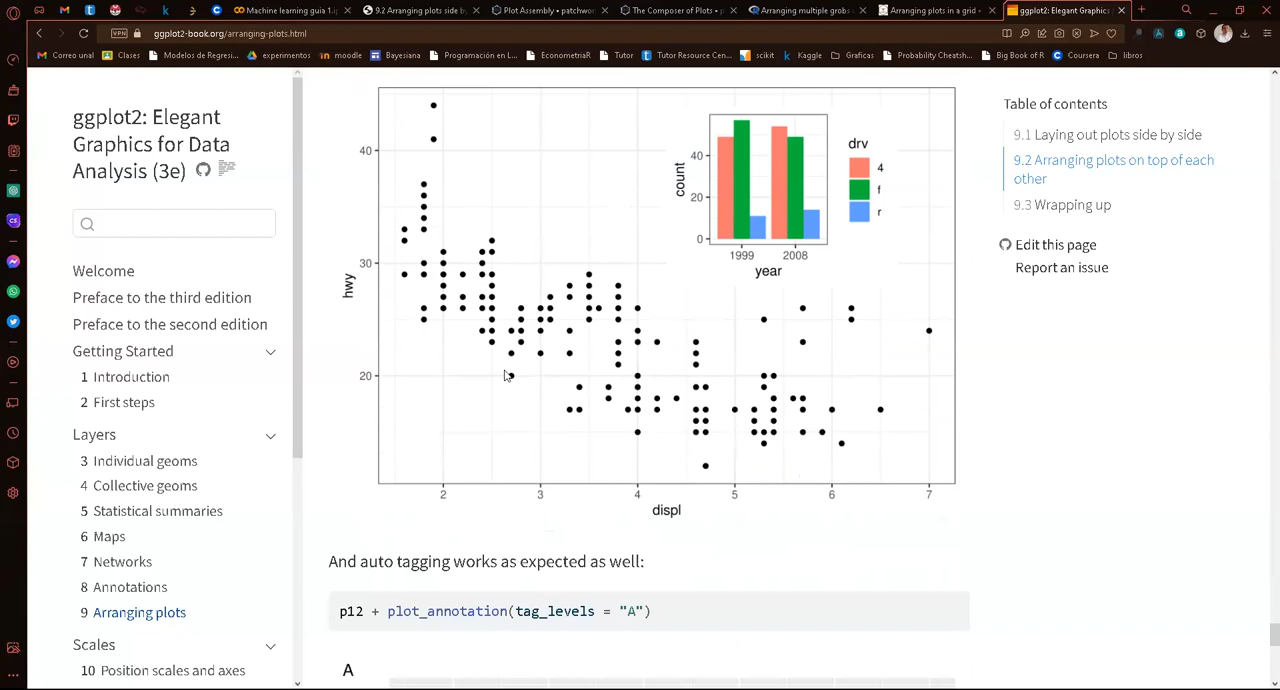 Machine learning guia 1.i
9.2 Arranging plots side by
Plot Assembly • patchwor
The Composer of Plots •
Arranging multiple grobs
Arranging plots in a grid •
ggplot2: Elegant Graphics
VPN
ggplot2-book.org/arranging-plots.html
Correo unal
Clases
Modelos de Regresi...
experimentos
moodle
Bayesiana
Programación en L...
EconometriaR
Tutor
Tutor Resource Cen...
scikit
Kaggle
Graficas
Probability Cheatsh...
Big Book of R
Coursera
libros
ggplot2: Elegant
Graphics for Data
Analysis (3e)
Welcome
Preface to the third edition
Preface to the second edition
Getting Started
1 Introduction
2 First steps
Layers
3 Individual geoms
4 Collective geoms
5 Statistical summaries
6 Maps
7 Networks
8 Annotations
9 Arranging plots
Scales
10 Position scales and axes
40
30
20
hwy
2
3
4
5
6
7
displ
40
20
0
count
1999
2008
year
drv
4
f
r
And auto tagging works as expected as well:
p12 + plot_annotation(tag_levels = "A")
A
Table of contents
9.1 Laying out plots side by side
9.2 Arranging plots on top of each
other
9.3 Wrapping up
Edit this page
Report an issue